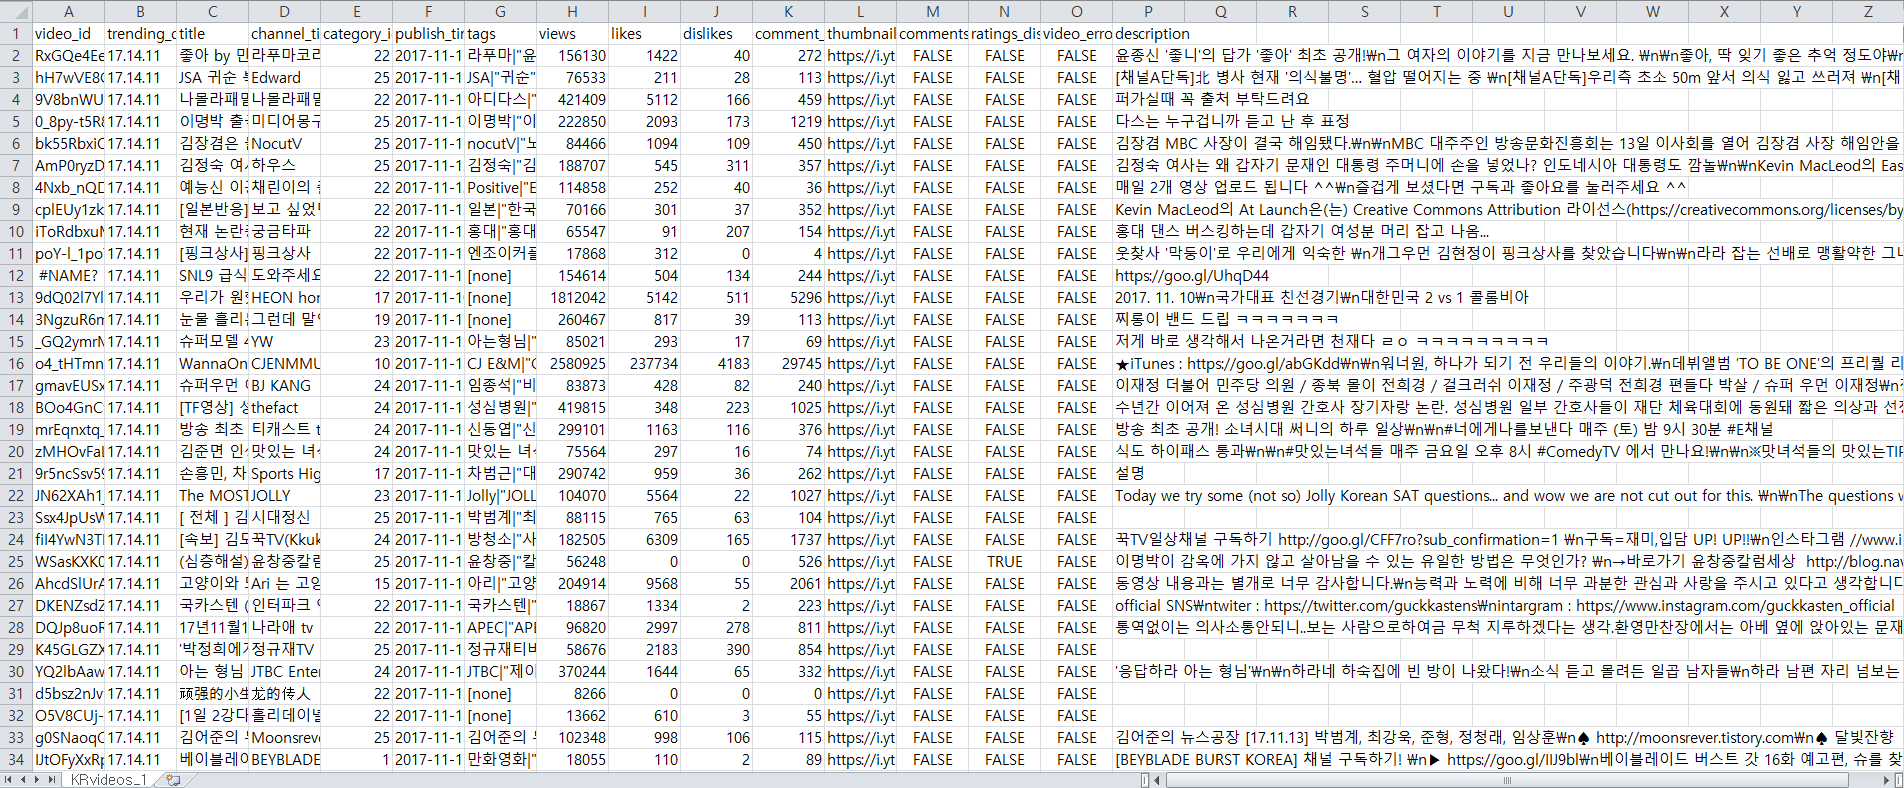 A B C D E F G H I J K L M N O P Q R S T U V W X Y Z
1 video_id trending_d title channel_ti category_i publish_tir tags views likes dislikes comment_ thumbnail comments ratings_dis video_erro description
2 RxGQe4Ee 17.14.11 좋아 by 민 라푸마코리 22 2017-11-1 라푸마|"윤 156130 1422 40 272 https://i.yt FALSE FALSE FALSE 윤종신 '좋니'의 답가 '좋아' 최초 공개!₩n그 여자의 이야기를 지금 만나보세요. ₩n₩n좋아, 딱 잊기 좋은 추억 정도야₩n
3 hH7wVE8 17.14.11 JSA 귀순 Edward 25 2017-11-1 JSA|"귀순" 76533 211 28 113 https://i.yt FALSE FALSE FALSE [채널A단독]北 병사 현재 '의식불명'... 혈압 떨어지는 중 ₩n[채널A단독]우리측 초소 50m 앞서 의식 잃고 쓰러져 ₩n[채
4 9V8bnWU 17.14.11 나몰라패밀 나몰라패밀 22 2017-11-1 아디다스|" 421409 5112 166 459 https://i.yt FALSE FALSE FALSE 퍼가실때 꼭 출처 부탁드려요
5 0_8py-t5R8 17.14.11 이명박 출 미디어몽구 25 2017-11-1 이명박|"이 222850 2093 173 1219 https://i.yt FALSE FALSE FALSE 다스는 누구겁니까 듣고 난 후 표정
6 bk55RbxiC 17.14.11 김장겸은 NocutV 25 2017-11-1 nocutV|"노 84466 1094 109 450 https://i.yt FALSE FALSE FALSE 김장겸 MBC 사장이 결국 해임됐다.₩n₩nMBC 대주주인 방송문화진흥회는 13일 이사회를 열어 김장겸 사장 해임안을
7 AmP0ryzD 17.14.11 김정숙 여 하우스 25 2017-11-1 김정숙|"김 188707 545 311 357 https://i.yt FALSE FALSE FALSE 김정숙 여사는 왜 갑자기 문재인 대통령 주머니에 손을 넣었나? 인도네시아 대통령도 깜놀₩n₩nKevin MacLeod의 Eas
8 4Nxb_nQD 17.14.11 예능신 이 채린이의 22 2017-11-1 Positive|"E 114858 252 40 36 https://i.yt FALSE FALSE FALSE 매일 2개 영상 업로드 됩니다 ^^₩n즐겁게 보셨다면 구독과 좋아요를 눌러주세요 ^^
9 cplEUy1zk 17.14.11 [일본반응] 보고 싶었 22 2017-11-1 일본|"한국 70166 301 37 352 https://i.yt FALSE FALSE FALSE Kevin MacLeod의 At Launch은(는) Creative Commons Attribution 라이선스(https://creativecommons.org/licenses/by
10 iToRdbxuN 17.14.11 현재 논란 궁금타파 22 2017-11-1 홍대|"홍대 65547 91 207 154 https://i.yt FALSE FALSE FALSE 홍대 댄스 버스킹하는데 갑자기 여성분 머리 잡고 나옴...
11 poY-l_1po 17.14.11 [핑크상사] 핑크상사 22 2017-11-1 엔조이커플 17868 312 0 4 https://i.yt FALSE FALSE FALSE 웃찾사 '막둥이'로 우리에게 익숙한 ₩n개그우먼 김현정이 핑크상사를 찾았습니다₩n₩n라라 잡는 선배로 맹활약한 그녀
12 #NAME? 17.14.11 SNL9 급식 도와주세요 22 2017-11-1 [none] 154614 504 134 244 https://i.yt FALSE FALSE FALSE https://goo.gl/UhqD44
13 9dQ02l7Yl 17.14.11 우리가 원 HEON hor 17 2017-11-1 [none] 1812042 5142 511 5296 https://i.yt FALSE FALSE FALSE 2017. 11. 10₩n국가대표 친선경기₩n대한민국 2 vs 1 콜롬비아
14 3NgzuR6m 17.14.11 눈물 흘리 그런데 말 19 2017-11-1 [none] 260467 817 39 113 https://i.yt FALSE FALSE FALSE 찌롱이 밴드 드립 ㅋㅋㅋㅋㅋㅋㅋ
15 _GQ2ymrM 17.14.11 슈퍼모델 4 YW 23 2017-11-1 아는형님|" 85021 293 17 69 https://i.yt FALSE FALSE FALSE 저게 바로 생각해서 나온거라면 천재다 ㄹㅇ ㅋㅋㅋㅋㅋㅋㅋㅋㅋ
16 o4_tHTmn 17.14.11 WannaOn CJENMMU 10 2017-11-1 CJ E&M|"C 2580925 237734 4183 29745 https://i.yt FALSE FALSE FALSE ★iTunes : https://goo.gl/abGKdd₩n₩n워너원, 하나가 되기 전 우리들의 이야기.₩n데뷔앨범 'TO BE ONE'의 프리퀄 리
17 gmavEUSx 17.14.11 슈퍼우먼 BJ KANG 24 2017-11-1 임종석|"비 83873 428 82 240 https://i.yt FALSE FALSE FALSE 이재정 더불어 민주당 의원 / 종북 몰이 전희경 / 걸크러쉬 이재정 / 주광덕 전희경 편들다 박살 / 슈퍼 우먼 이재정₩n
18 BOo4GnC 17.14.11 [TF영상] 성 thefact 24 2017-11-1 성심병원|" 419815 348 223 1025 https://i.yt FALSE FALSE FALSE 수년간 이어져 온 성심병원 간호사 장기자랑 논란. 성심병원 일부 간호사들이 재단 체육대회에 동원돼 짧은 의상과 선정
19 mrEqnxtq_ 17.14.11 방송 최초 티캐스트 t 24 2017-11-1 신동엽|"신 299101 1163 116 376 https://i.yt FALSE FALSE FALSE 방송 최초 공개! 소녀시대 써니의 하루 일상₩n₩n#너에게나를보낸다 매주 (토) 밤 9시 30분 #E채널
20 zMHOvFaI 17.14.11 김준면 인 맛있는 녀 24 2017-11-1 맛있는 녀 75564 297 16 74 https://i.yt FALSE FALSE FALSE 식도 하이패스 통과₩n₩n#맛있는녀석들 매주 금요일 오후 8시 #ComedyTV 에서 만나요!₩n₩n※맛녀석들의 맛있는TIP
21 9r5ncSsv59 17.14.11 손흥민, 차 Sports Hig 17 2017-11-1 차범근|"대 290742 959 36 262 https://i.yt FALSE FALSE FALSE 설명
22 JN62XAh1 17.14.11 The MOST JOLLY 23 2017-11-1 Jolly|"JOLL 104070 5564 22 1027 https://i.yt FALSE FALSE FALSE Today we try some (not so) Jolly Korean SAT questions... and wow we are not cut out for this. ₩n₩nThe questions w
23 Ssx4JpUsW 17.14.11 [ 전체 ] 김 시대정신 25 2017-11-1 박범계|"최 88115 765 63 104 https://i.yt FALSE FALSE FALSE
24 fiI4YwN3Tl 17.14.11 [속보] 김 꾹TV(Kkuk 25 2017-11-1 방청소|"사 182505 6309 165 1737 https://i.yt FALSE FALSE FALSE 꾹TV일상채널 구독하기 http://goo.gl/CFF7ro?sub_confirmation=1 ₩n구독=재미,입담 UP! UP!!₩n인스타그램 //www.i
25 WSasKXK0 17.14.11 (심층해설) 윤창중칼럼 25 2017-11-1 윤창중|"칼 56248 0 0 526 https://i.yt FALSE TRUE FALSE 이명박이 감옥에 가지 않고 살아남을 수 있는 유일한 방법은 무엇인가? ₩n→바로가기 윤창중칼럼세상 http://blog.nav
26 AhcdSlUrA 17.14.11 고양이와 Ari 는 고양 15 2017-11-1 아리|"고양 204914 9568 55 2061 https://i.yt FALSE FALSE FALSE 동영상 내용과는 별개로 너무 감사합니다.₩n능력과 노력에 비해 너무 과분한 관심과 사랑을 주시고 있다고 생각합니다
27 DKENZsdZ 17.14.11 국카스텐 ( 인터파크 22 2017-11-1 국카스텐|" 18867 1334 2 223 https://i.yt FALSE FALSE FALSE official SNS₩ntwiter : https://twitter.com/guckkastens₩nintargram : https://www.instagram.com/guckkasten_official
28 DQJp8uoR 17.14.11 17년11월1 나라애 tv 22 2017-11-1 APEC|"API 96820 2997 278 811 https://i.yt FALSE FALSE FALSE 통역없이는 의사소통안되니..보는 사람으로하여금 무척 지루하겠다는 생각.환영만찬장에서는 아베 옆에 앉아있는 문재
29 K45GLGZX 17.14.11 '박정희에게 정규재TV 25 2017-11-1 정규재티비 58676 2183 390 854 https://i.yt FALSE FALSE FALSE
30 YQ2lbAaw 17.14.11 아는 형님 JTBC Enter 24 2017-11-1 JTBC|"제이 370244 1644 65 332 https://i.yt FALSE FALSE FALSE '응답하라 아는 형님'₩n₩n하라네 하숙집에 빈 방이 나왔다!₩n소식 듣고 몰려든 일곱 남자들₩n하라 남편 자리 넘보는
31 d5bsz2nJv 17.14.11 顽强的小生 龙的传人 22 2017-11-1 [none] 8266 0 0 0 https://i.yt FALSE FALSE FALSE
32 O5V8CUj- 17.14.11 [1일 2강다 홀리데이널 22 2017-11-1 [none] 13662 610 3 55 https://i.yt FALSE FALSE FALSE
33 g0SNaoqC 17.14.11 김어준의 Moonsreve 25 2017-11-1 김어준의 102348 998 106 115 https://i.yt FALSE FALSE FALSE 김어준의 뉴스공장 [17.11.13] 박범계, 최강욱, 준형, 정청래, 임상훈₩n♠ http://moonsrever.tistory.com₩n♠ 달빛잔향
34 IJtOFyXxRp 17.14.11 베이블레이 BEYBLADE 1 2017-11-1 만화영화|" 18055 110 2 89 https://i.yt FALSE FALSE FALSE [BEYBLADE BURST KOREA] 채널 구독하기! ₩n▶ https://goo.gl/IIJ9bl₩n베이블레이드 버스트 갓 16화 예고편, 슈를 찾
KRvideos_1